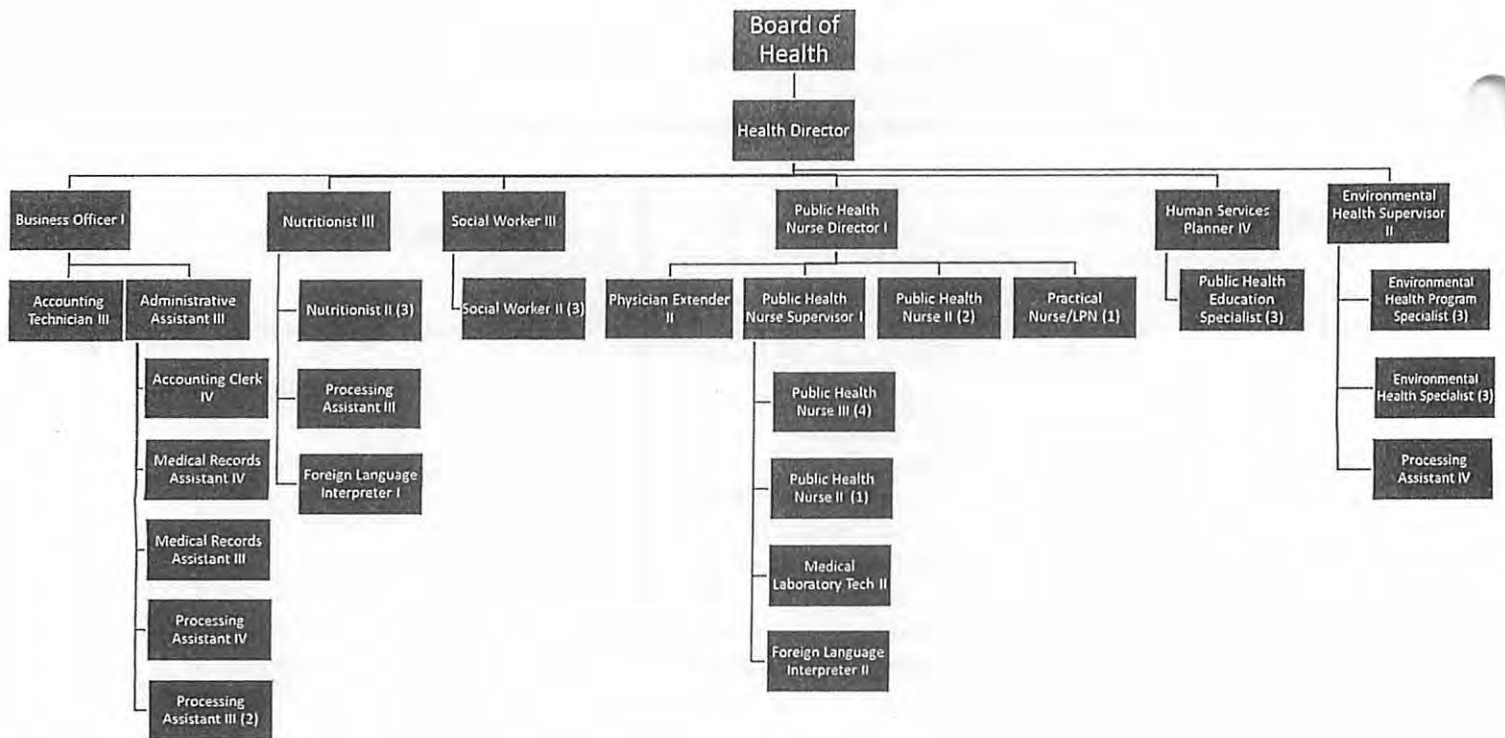 Board of
Health
Health Director
Business Officer I
Nutritionist III
Social Worker III
Public Health
Nurse Director I
Human Services
Planner IV
Environmental
Health Supervisor
II
Accounting
Technician III
Administrative
Assistant III
Accounting Clerk
IV
Medical Records
Assistant IV
Medical Records
Assistant III
Processing
Assistant IV
Processing
Assistant III (2)
Nutritionist II (3)
Processing
Assistant III
Foreign Language
Interpreter I
Social Worker II (3)
Physician Extender
II
Public Health
Nurse Supervisor I
Public Health
Nurse II (2)
Practical
Nurse/LPN (1)
Public Health
Nurse III (4)
Public Health
Nurse II (1)
Medical
Laboratory Tech II
Foreign Language
Interpreter II
Public Health
Education
Specialist (3)
Environmental
Health Program
Specialist (3)
Environmental
Health Specialist (3)
Processing
Assistant IV